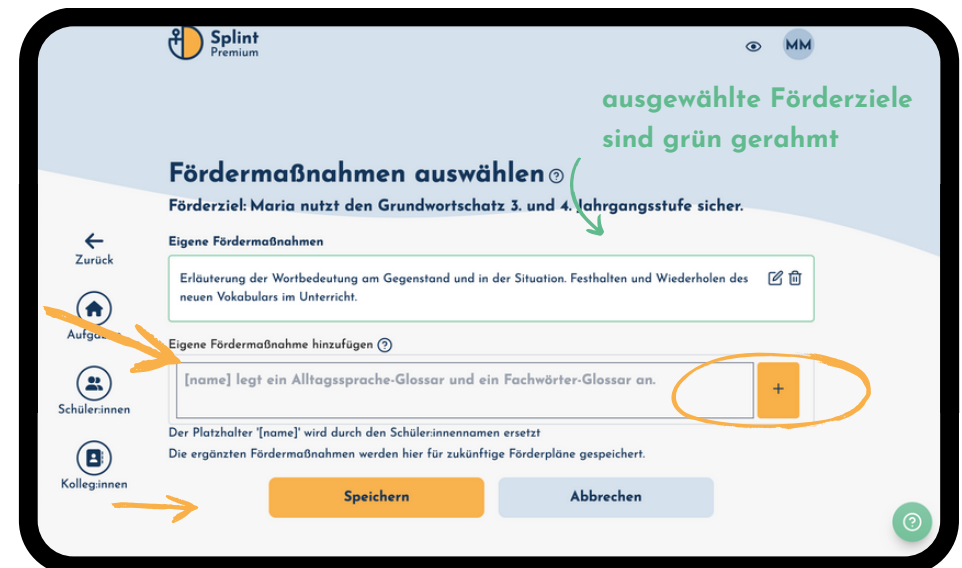 Splint
Premium
MM
ausgewählte Förderziele
sind grün gerahmt
Fördermaßnahmen auswählen ?
Förderziel: Maria nutzt den Grundwortschatz 3. und 4. Jahrgangsstufe sicher.
Zurück
Eigene Fördermaßnahmen
Erläuterung der Wortbedeutung am Gegenstand und in der Situation. Festhalten und Wiederholen des
neuen Vokabulars im Unterricht.
Eigene Fördermaßnahme hinzufügen ?
[name] legt ein Alltagssprache-Glossar und ein Fachwörter-Glossar an.
+
Schüler:innen
Der Platzhalter '[name]' wird durch den Schüler:innennamen ersetzt
Die ergänzten Fördermaßnahmen werden hier für zukünftige Förderpläne gespeichert.
Kolleg:innen
Speichern
Abbrechen
?